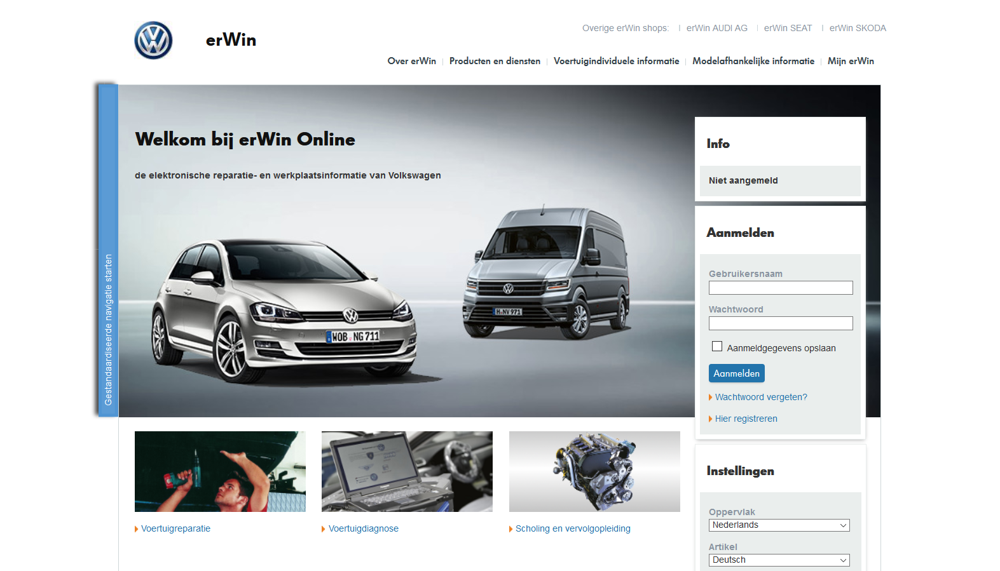 erWin
Overige erWin shops: | erWin AUDI AG | erWin SEAT | erWin SKODA
Over erWin | Producten en diensten | Voertuigindividuele informatie | Modelafhankelijke informatie | Mijn erWin
Gestandaardiseerde navigatie starten
Welkom bij erWin Online
de elektronische reparatie- en werkplaatsinformatie van Volkswagen
WOB NG 711
H NV 971
Info
Niet aangemeld
Aanmelden
Gebruikersnaam
Wachtwoord
Aanmeldgegevens opslaan
Aanmelden
Wachtwoord vergeten?
Hier registreren
Voertuigreparatie
Voertuigdiagnose
Scholing en vervolgopleiding
Instellingen
Oppervlak
Nederlands
Artikel
Deutsch